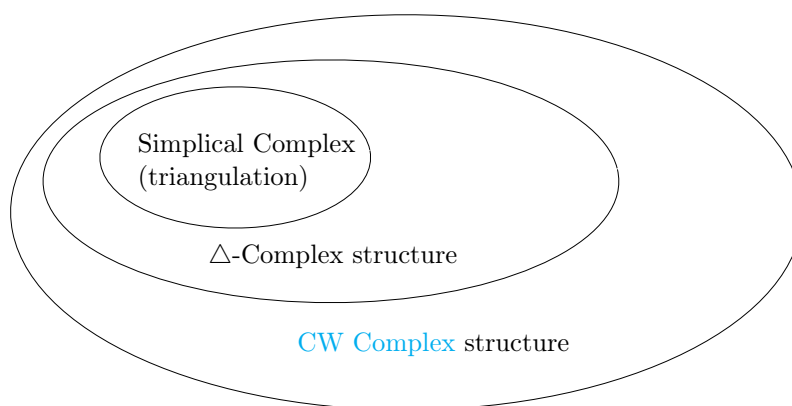 Simplical Complex
(triangulation)
△-Complex structure
CW Complex structure